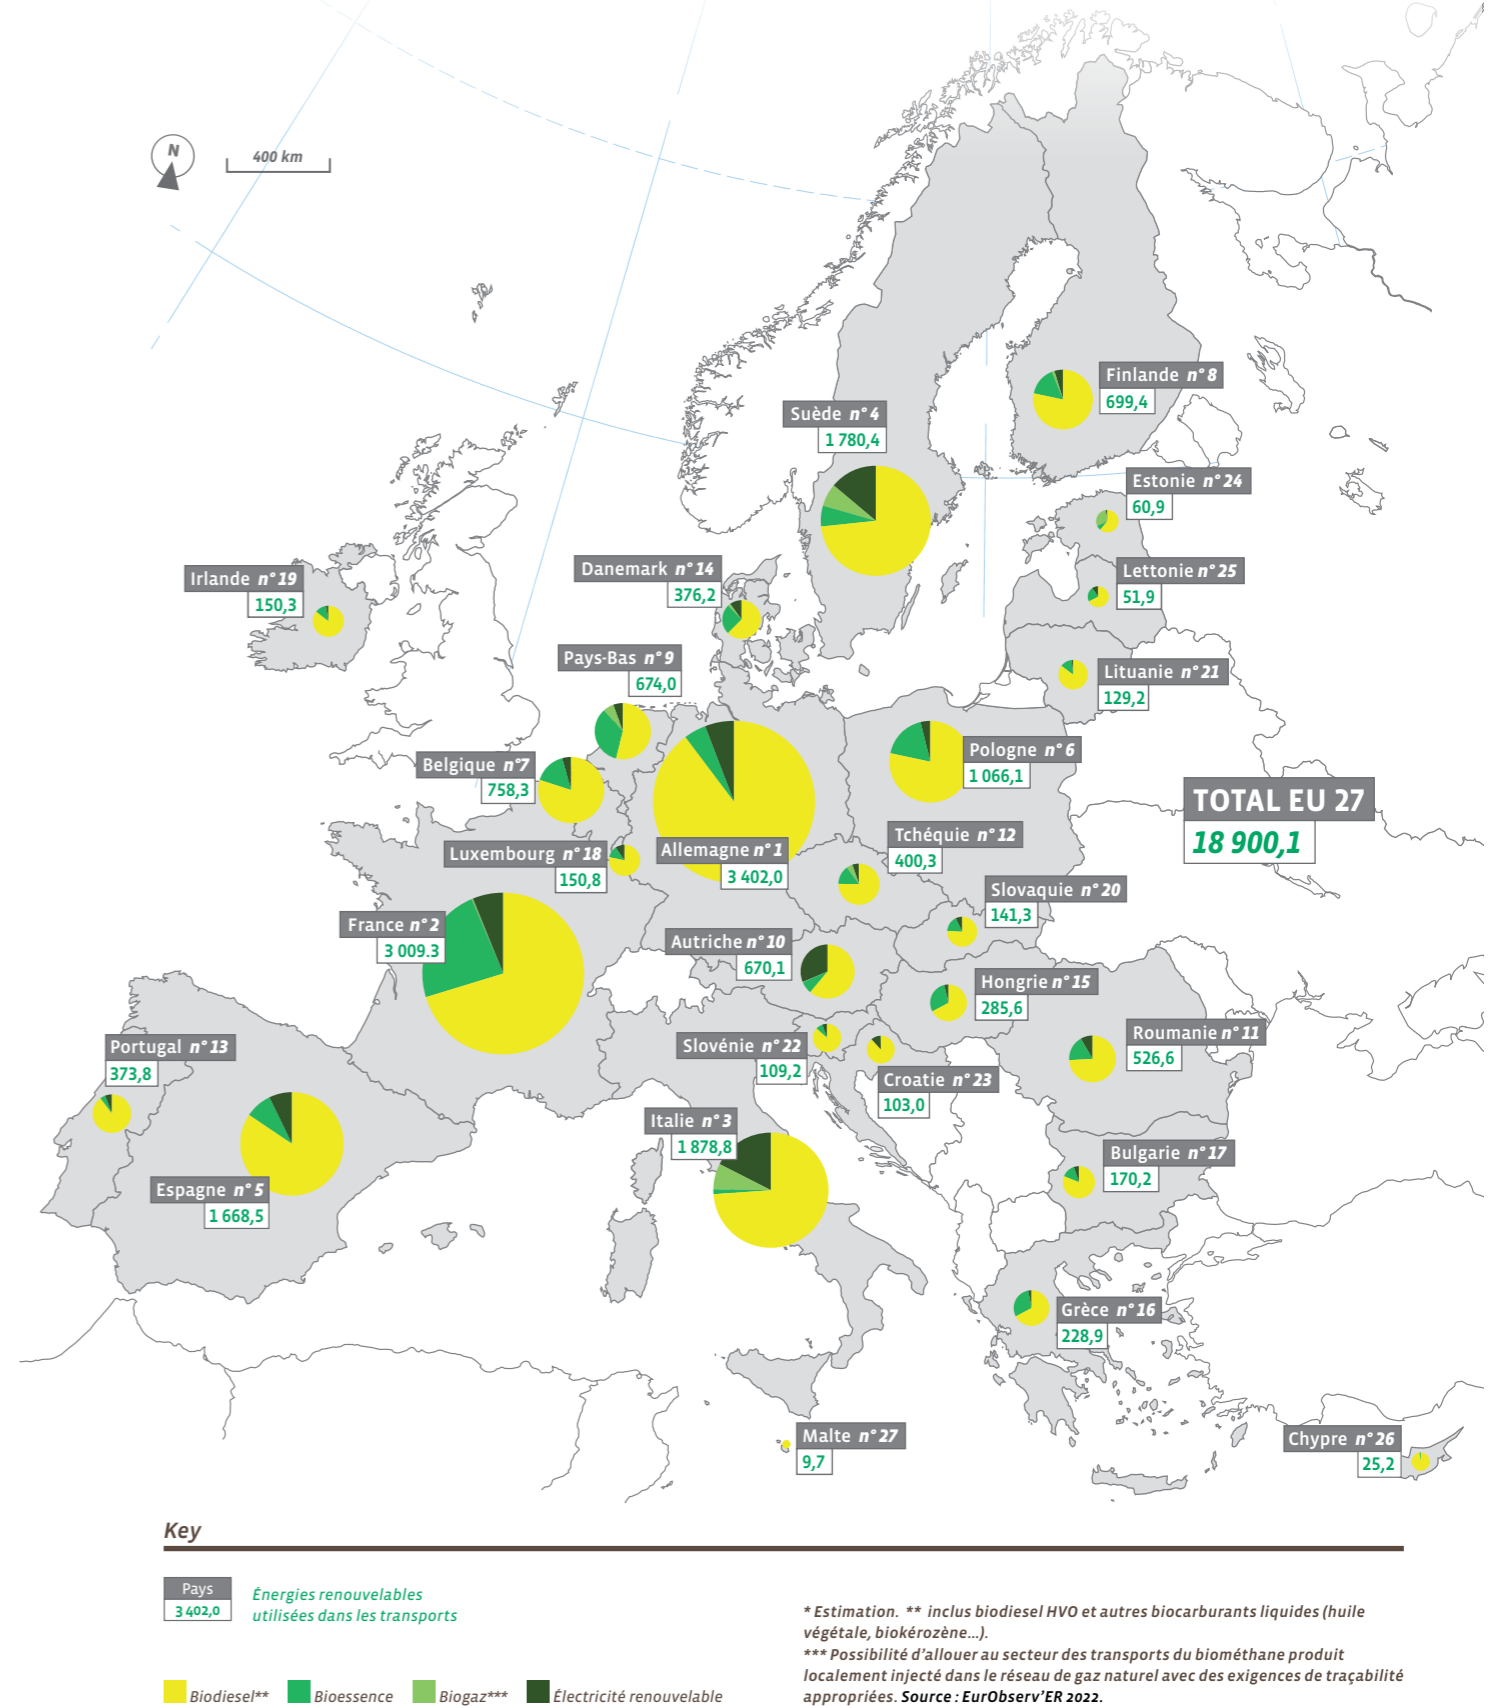 N
400 km
Finlande n° 8
699,4
Suède n° 4
1 780,4
Estonie n° 24
60,9
Lettonie n° 25
51,9
Danemark n° 14
376,2
Irlande n° 19
150,3
Pays-Bas n° 9
674,0
Lituanie n° 21
129,2
Pologne n° 6
1 066,1
Belgique n°7
758,3
TOTAL EU 27
18 900,1
Tchéquie n° 12
400,3
Luxembourg n° 18
150,8
Allemagne n° 1
3 402,0
Slovaquie n° 20
141,3
France n° 2
3 009.3
Autriche n° 10
670,1
Hongrie n° 15
285,6
Roumanie n° 11
526,6
Portugal n° 13
373,8
Slovénie n° 22
109,2
Croatie n° 23
103,0
Italie n° 3
1 878,8
Bulgarie n° 17
170,2
Espagne n° 5
1 668,5
Grèce n° 16
228,9
Malte n° 27
9,7
Chypre n° 26
25,2
Key
Pays
3 402,0
Énergies renouvelables
utilisées dans les transports
* Estimation. ** inclus biodiesel HVO et autres biocarburants liquides (huile
végétale, biokérozène…).
*** Possibilité d'allouer au secteur des transports du biométhane produit
localement injecté dans le réseau de gaz naturel avec des exigences de traçabilité
appropriées. Source : EurObserv'ER 2022.
Biodiesel** Bioessence Biogaz*** Électricité renouvelable